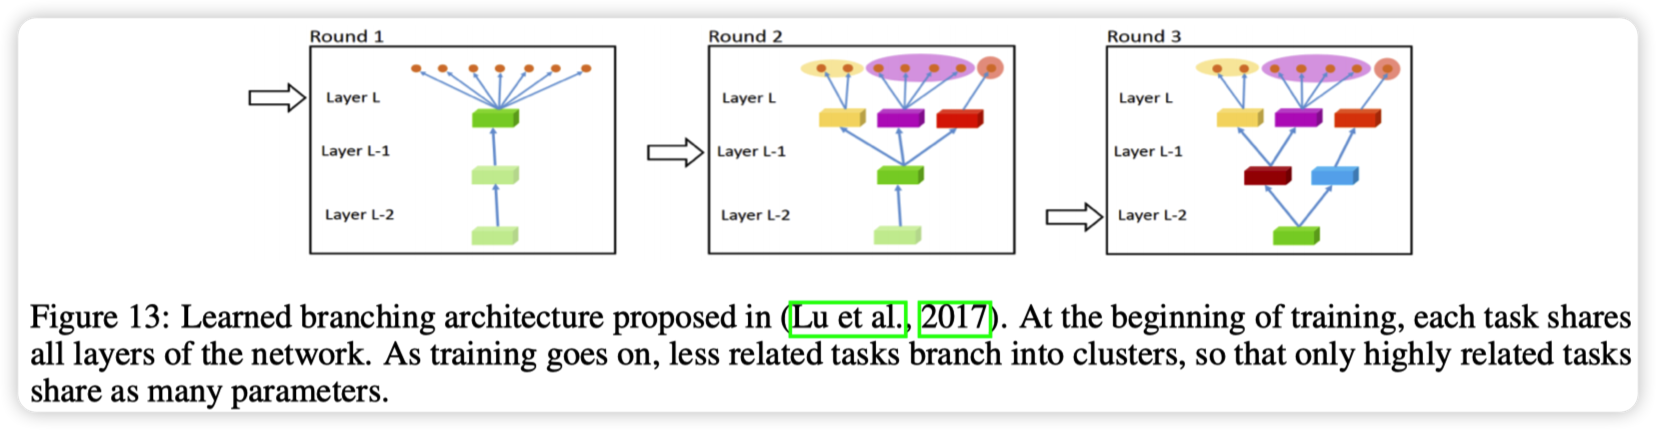 Round 1
Layer L
Layer L-1
Layer L-2
Round 2
Layer L
Layer L-1
Layer L-2
Round 3
Layer L
Layer L-1
Layer L-2
Figure 13: Learned branching architecture proposed in (Lu et al., 2017). At the beginning of training, each task shares
all layers of the network. As training goes on, less related tasks branch into clusters, so that only highly related tasks
share as many parameters.